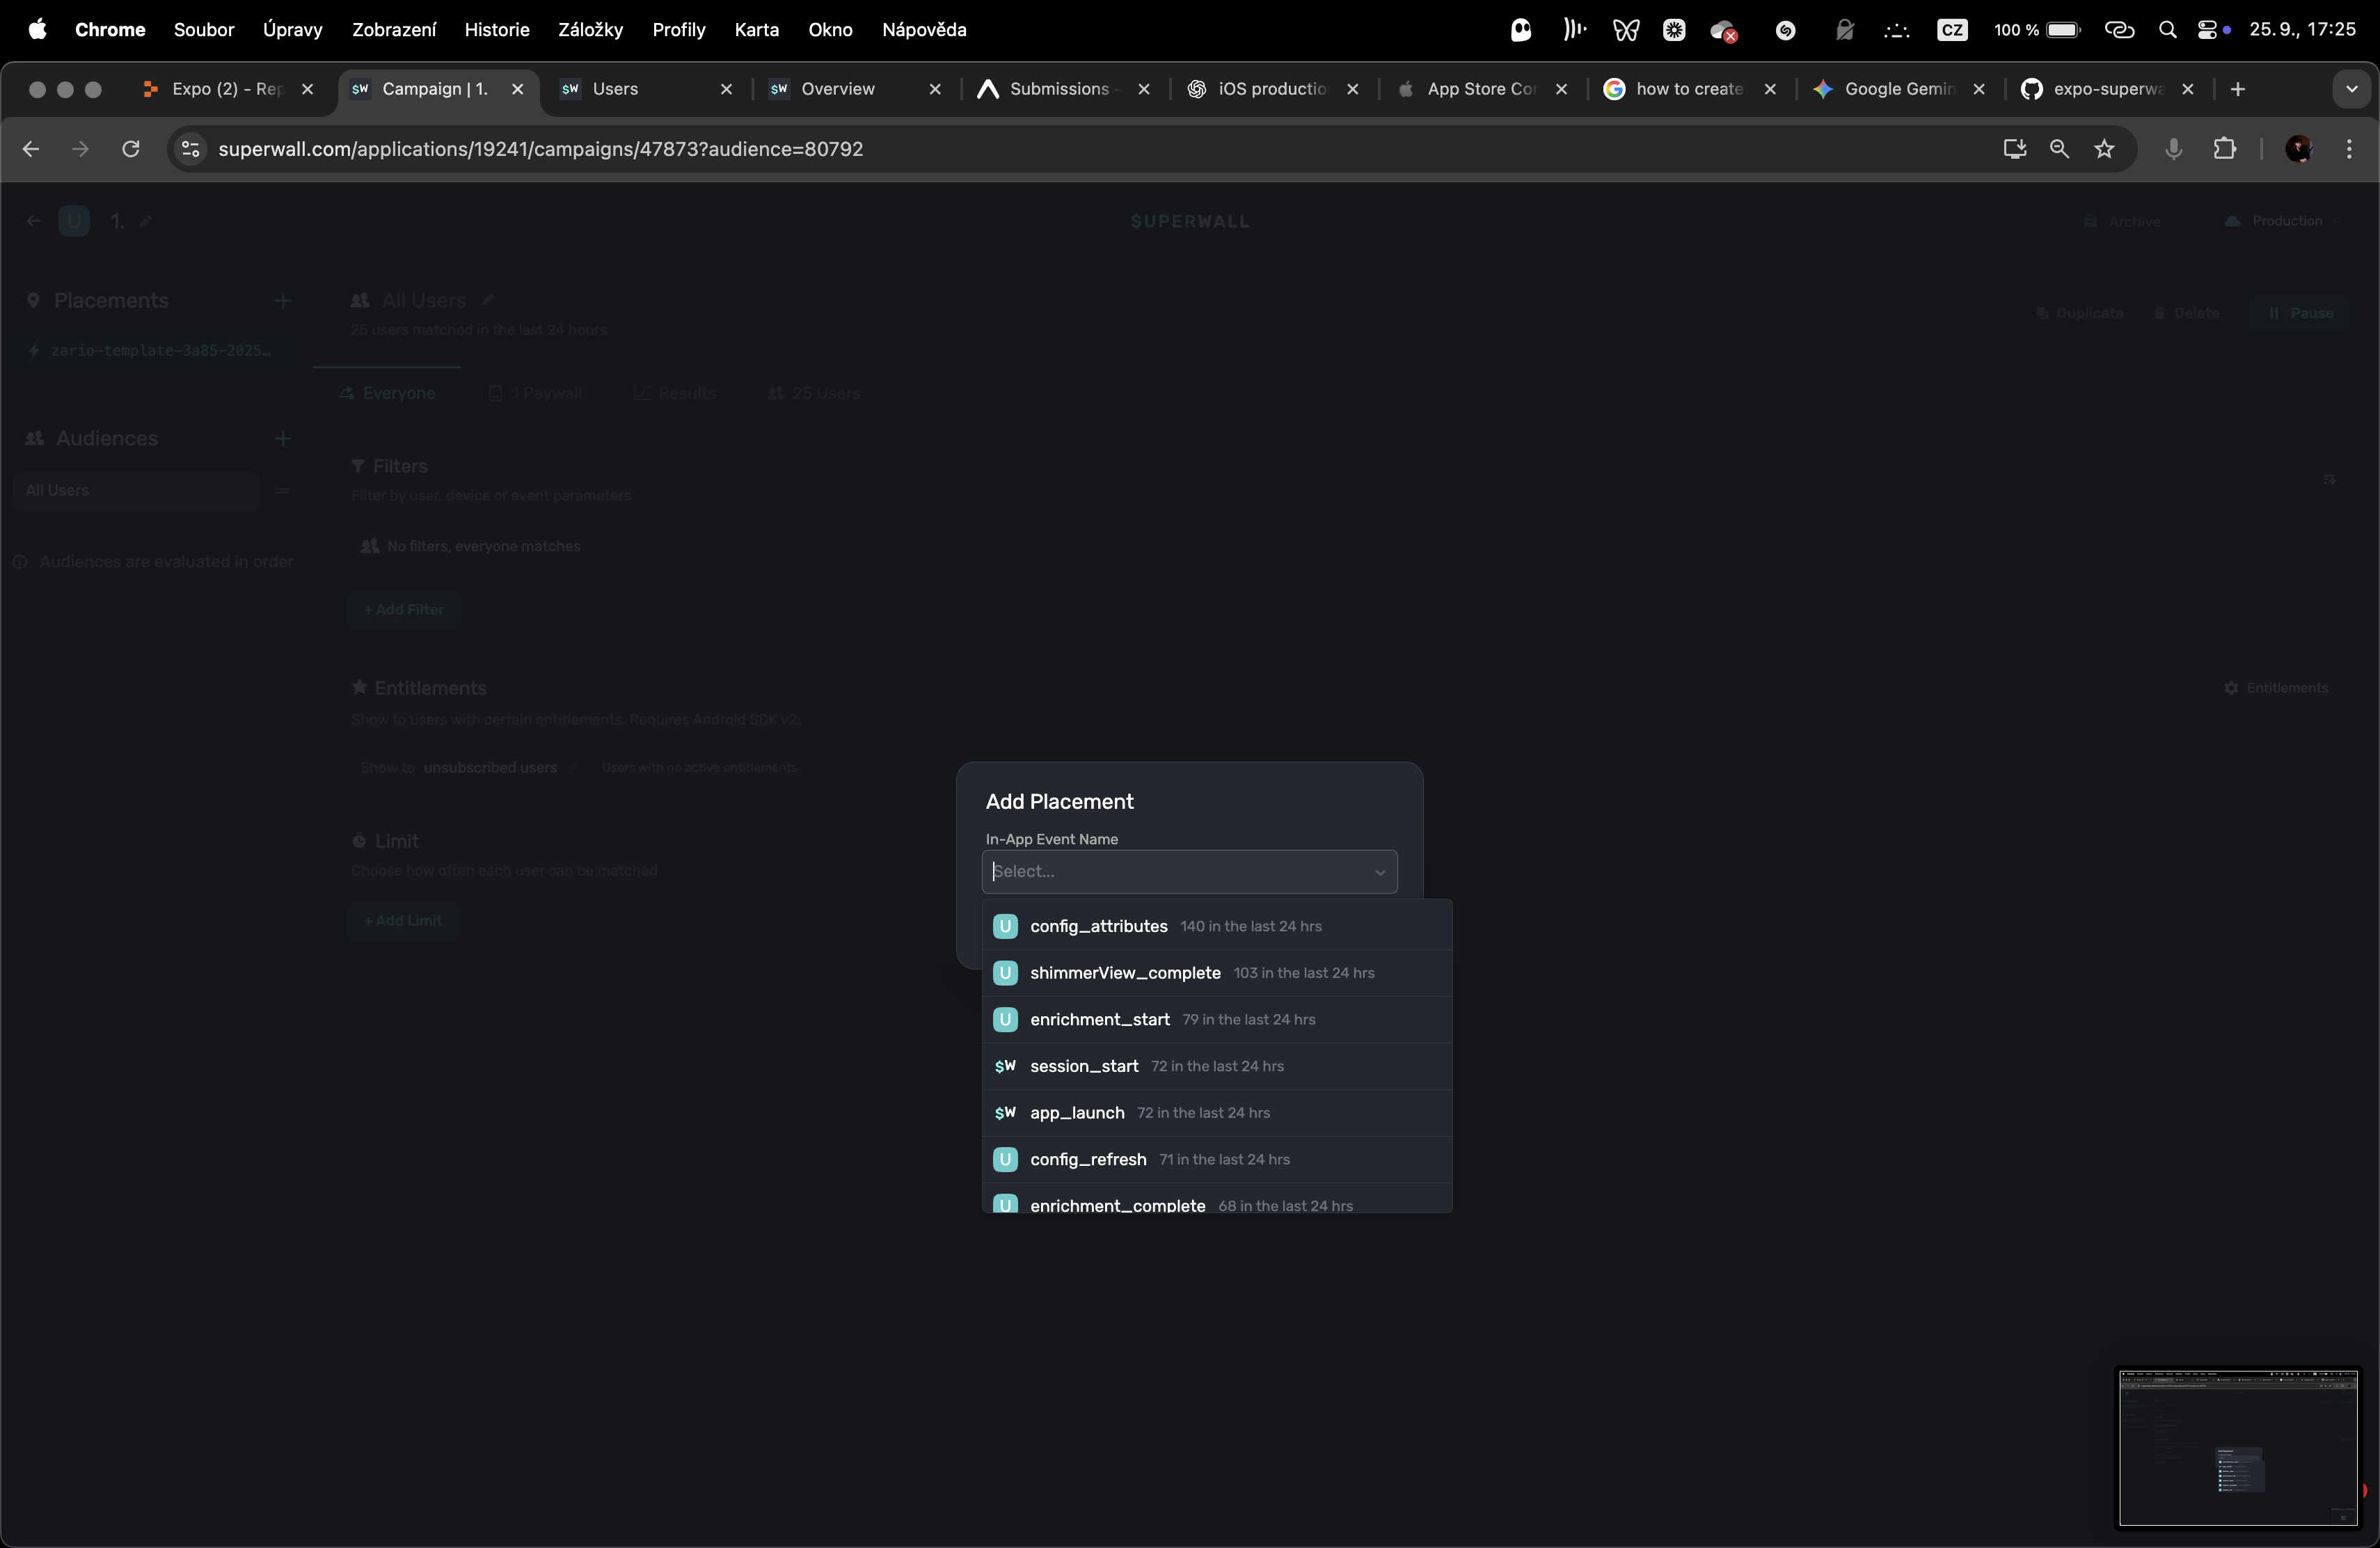 Chrome Soubor Úpravy Zobrazení Historie Záložky Profily Karta Okno Nápověda CZ 100 % 25. 9., 17:25
Expo (2) - Rep $W Campaign | 1. $W Users $W Overview Submissions - iOS productio App Store Con how to create Google Gemin expo-superwa
superwall.com/applications/19241/campaigns/47873?audience=80792
U 1. $UPERWALL Archive Production
Placements All Users
25 users matched in the last 24 hours Duplicate Delete Pause
zario-template-3a85-2025…
Everyone 1 Paywall Results 25 Users
Audiences
Filters
All Users Filter by user, device or event parameters
No filters, everyone matches
Audiences are evaluated in order
+ Add Filter
Entitlements Entitlements
Show to users with certain entitlements. Requires Android SDK v2.
Show to unsubscribed users Users with no active entitlements
Limit
Choose how often each user can be matched
+ Add Limit
Add Placement
In-App Event Name
Select...
U config_attributes 140 in the last 24 hrs
U shimmerView_complete 103 in the last 24 hrs
U enrichment_start 79 in the last 24 hrs
$W session_start 72 in the last 24 hrs
$W app_launch 72 in the last 24 hrs
U config_refresh 71 in the last 24 hrs
U enrichment_complete 68 in the last 24 hrs